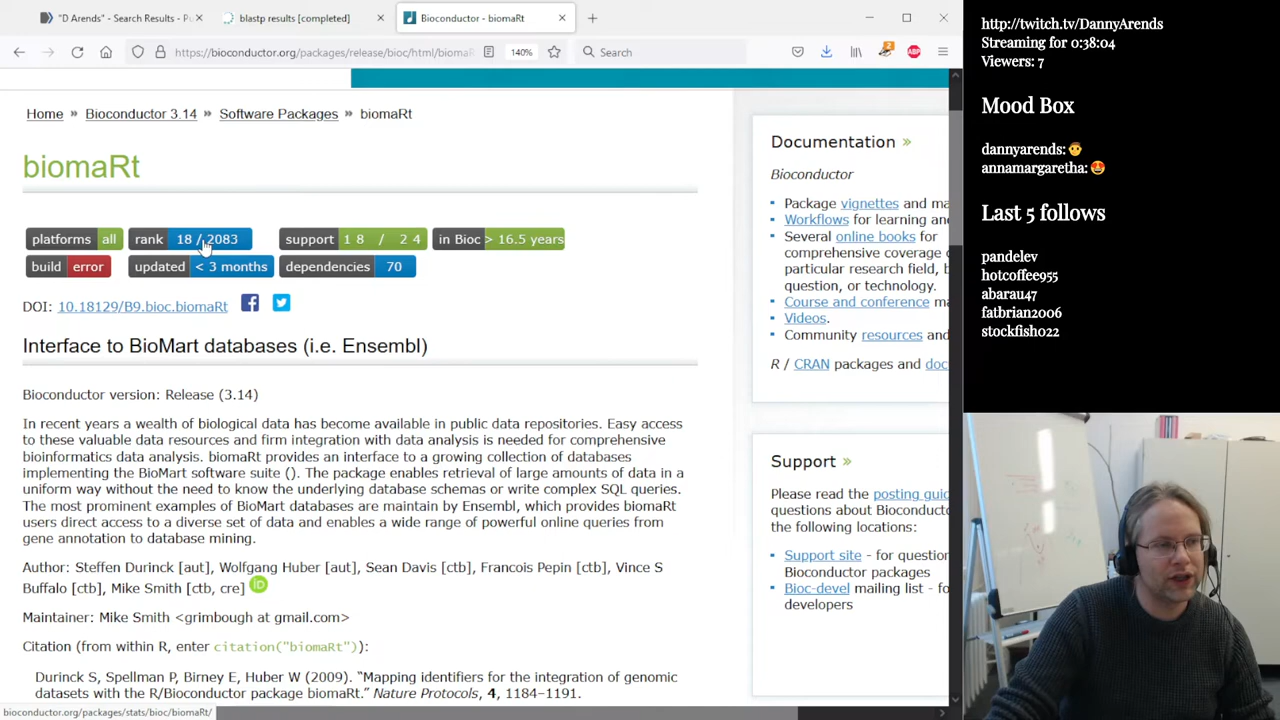 "D Arends" - Search Results - Pu
blastp results [completed]
Bioconductor - biomaRt
https://bioconductor.org/packages/release/bioc/html/biomaR
140%
Search
http://twitch.tv/DannyArends
Streaming for 0:38:04
Viewers: 7
Mood Box
dannyarends:
annamargaretha:
Last 5 follows
pandelev
hotcoffee955
abarau47
fatbrian2006
stockfish022
Home » Bioconductor 3.14 » Software Packages » biomaRt
biomaRt
platforms all rank 18 / 2083 support 18 / 24 in Bioc > 16.5 years
build error updated < 3 months dependencies 70
DOI: 10.18129/B9.bioc.biomaRt
Interface to BioMart databases (i.e. Ensembl)
Bioconductor version: Release (3.14)
In recent years a wealth of biological data has become available in public data repositories. Easy access
to these valuable data resources and firm integration with data analysis is needed for comprehensive
bioinformatics data analysis. biomaRt provides an interface to a growing collection of databases
implementing the BioMart software suite (). The package enables retrieval of large amounts of data in a
uniform way without the need to know the underlying database schemas or write complex SQL queries.
The most prominent examples of BioMart databases are maintain by Ensembl, which provides biomaRt
users direct access to a diverse set of data and enables a wide range of powerful online queries from
gene annotation to database mining.
Author: Steffen Durinck [aut], Wolfgang Huber [aut], Sean Davis [ctb], Francois Pepin [ctb], Vince S
Buffalo [ctb], Mike Smith [ctb, cre]
Maintainer: Mike Smith <grimbough at gmail.com>
Citation (from within R, enter citation("biomaRt")):
Durinck S, Spellman P, Birney E, Huber W (2009). “Mapping identifiers for the integration of genomic
datasets with the R/Bioconductor package biomaRt.” Nature Protocols, 4, 1184–1191.
Documentation »
Bioconductor
Package vignettes and ma
Workflows for learning an
Several online books for
comprehensive coverage o
particular research field, b
question, or technology.
Course and conference ma
Videos.
Community resources and
R / CRAN packages and doc
Support »
Please read the posting guid
questions about Bioconducto
the following locations:
Support site - for question
Bioconductor packages
Bioc-devel mailing list - fo
developers
bioconductor.org/packages/stats/bioc/biomaRt/